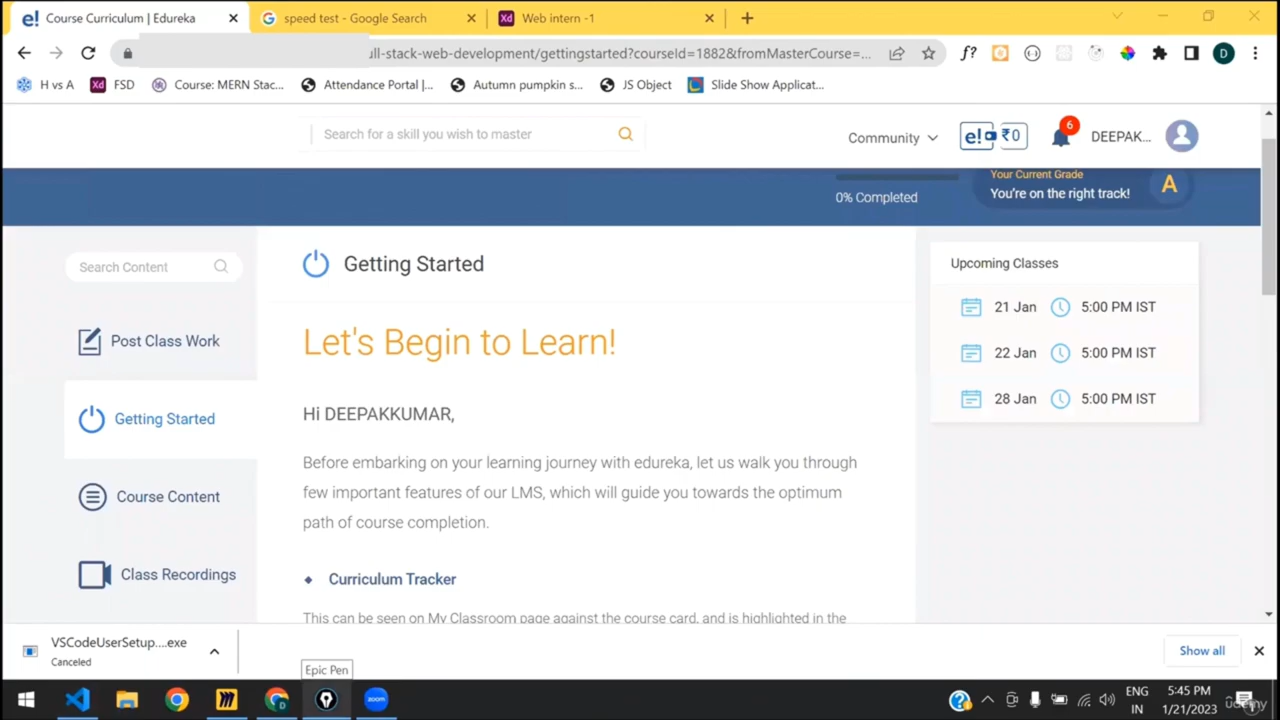 e! Course Curriculum | Edureka
speed test - Google Search
Xd Web intern -1
ull-stack-web-development/gettingstarted?courseId=1882&fromMasterCourse=...
f?
D
H vs A
Xd FSD
Course: MERN Stac...
Attendance Portal |...
Autumn pumpkin s...
JS Object
Slide Show Applicat...
Search for a skill you wish to master
Community
e! ₹0
6
DEEPAK...
0% Completed
Your Current Grade
You're on the right track!
A
Search Content
Post Class Work
Getting Started
Course Content
Class Recordings
Getting Started
Let's Begin to Learn!
Hi DEEPAKKUMAR,
Before embarking on your learning journey with edureka, let us walk you through
few important features of our LMS, which will guide you towards the optimum
path of course completion.
Curriculum Tracker
This can be seen on My Classroom page against the course card, and is highlighted in the
Upcoming Classes
21 Jan 5:00 PM IST
22 Jan 5:00 PM IST
28 Jan 5:00 PM IST
VSCodeUserSetup....exe
Canceled
Show all
Epic Pen
zoom
ENG
IN
5:45 PM
1/21/2023
udemy